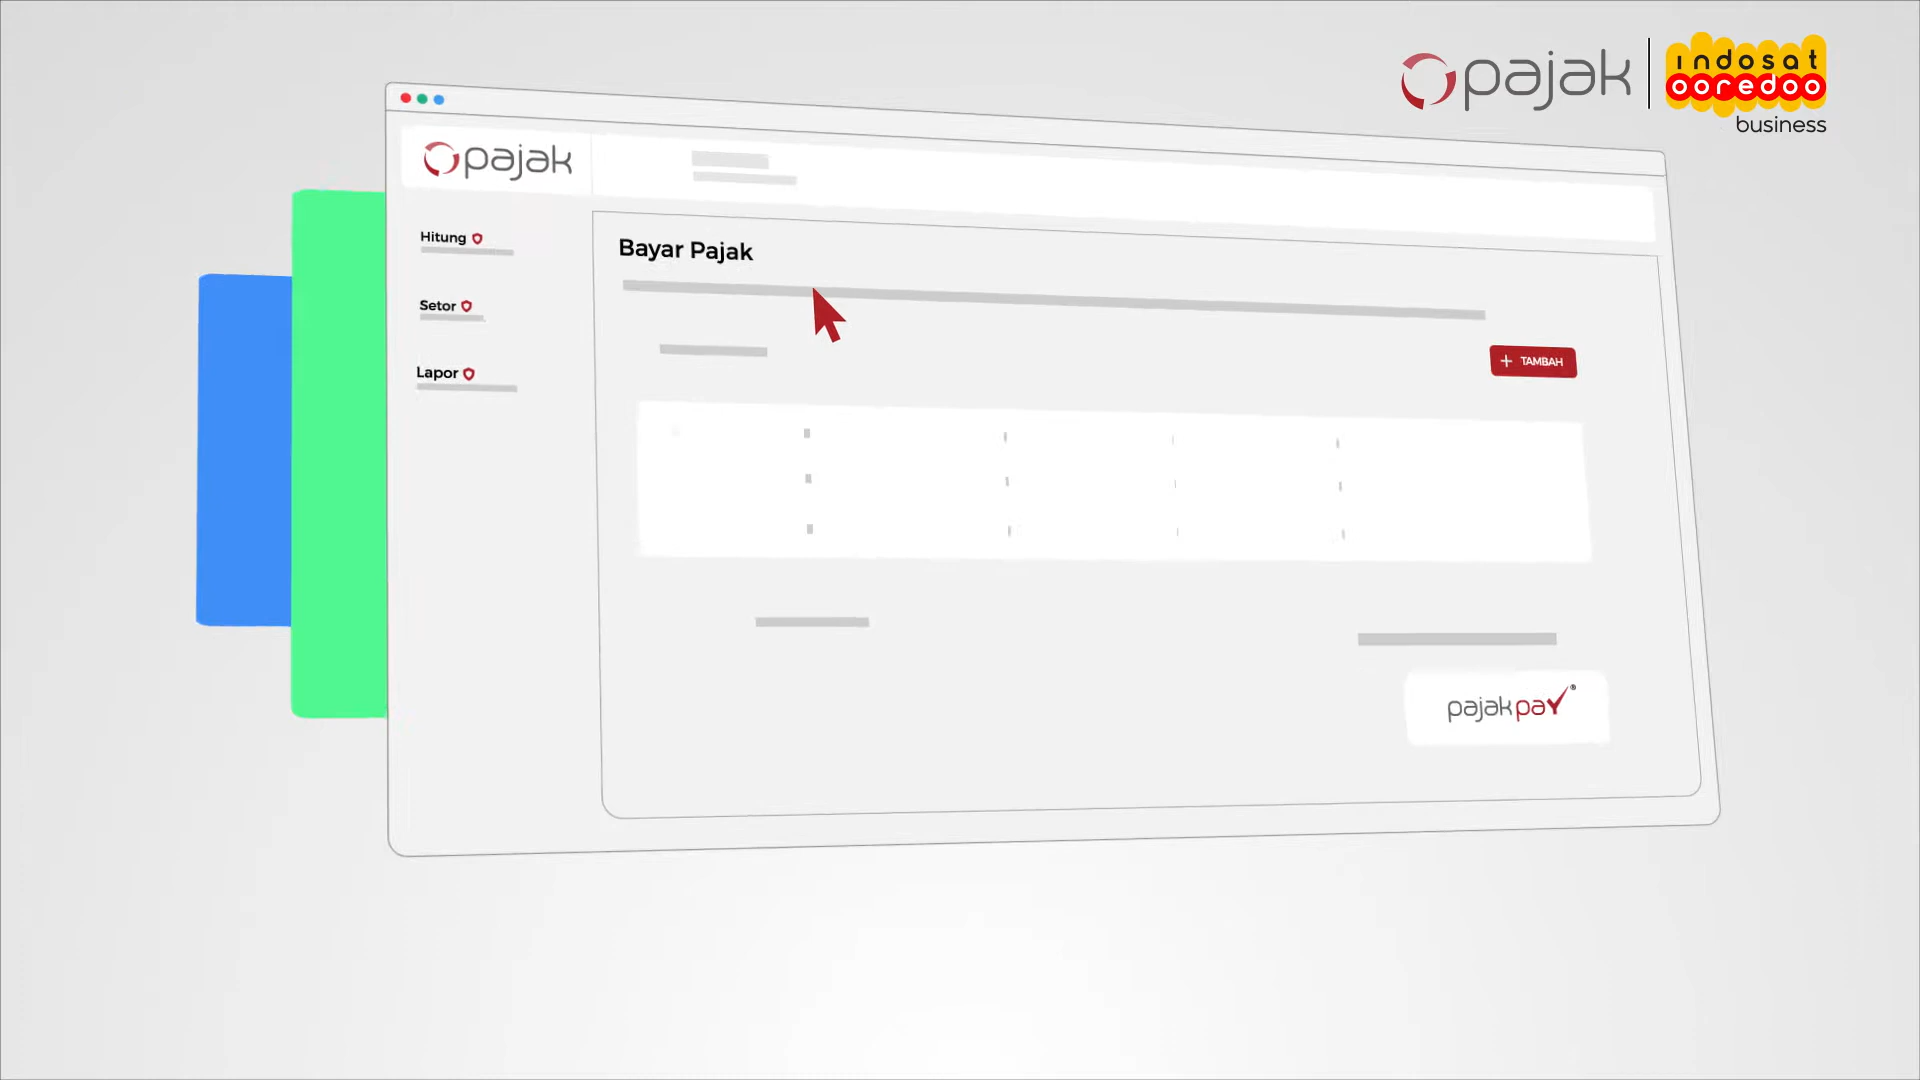 pajak
indosat
ooredoo
business
pajak
Hitung
Setor
Lapor
Bayar Pajak
+ TAMBAH
pajakpay®